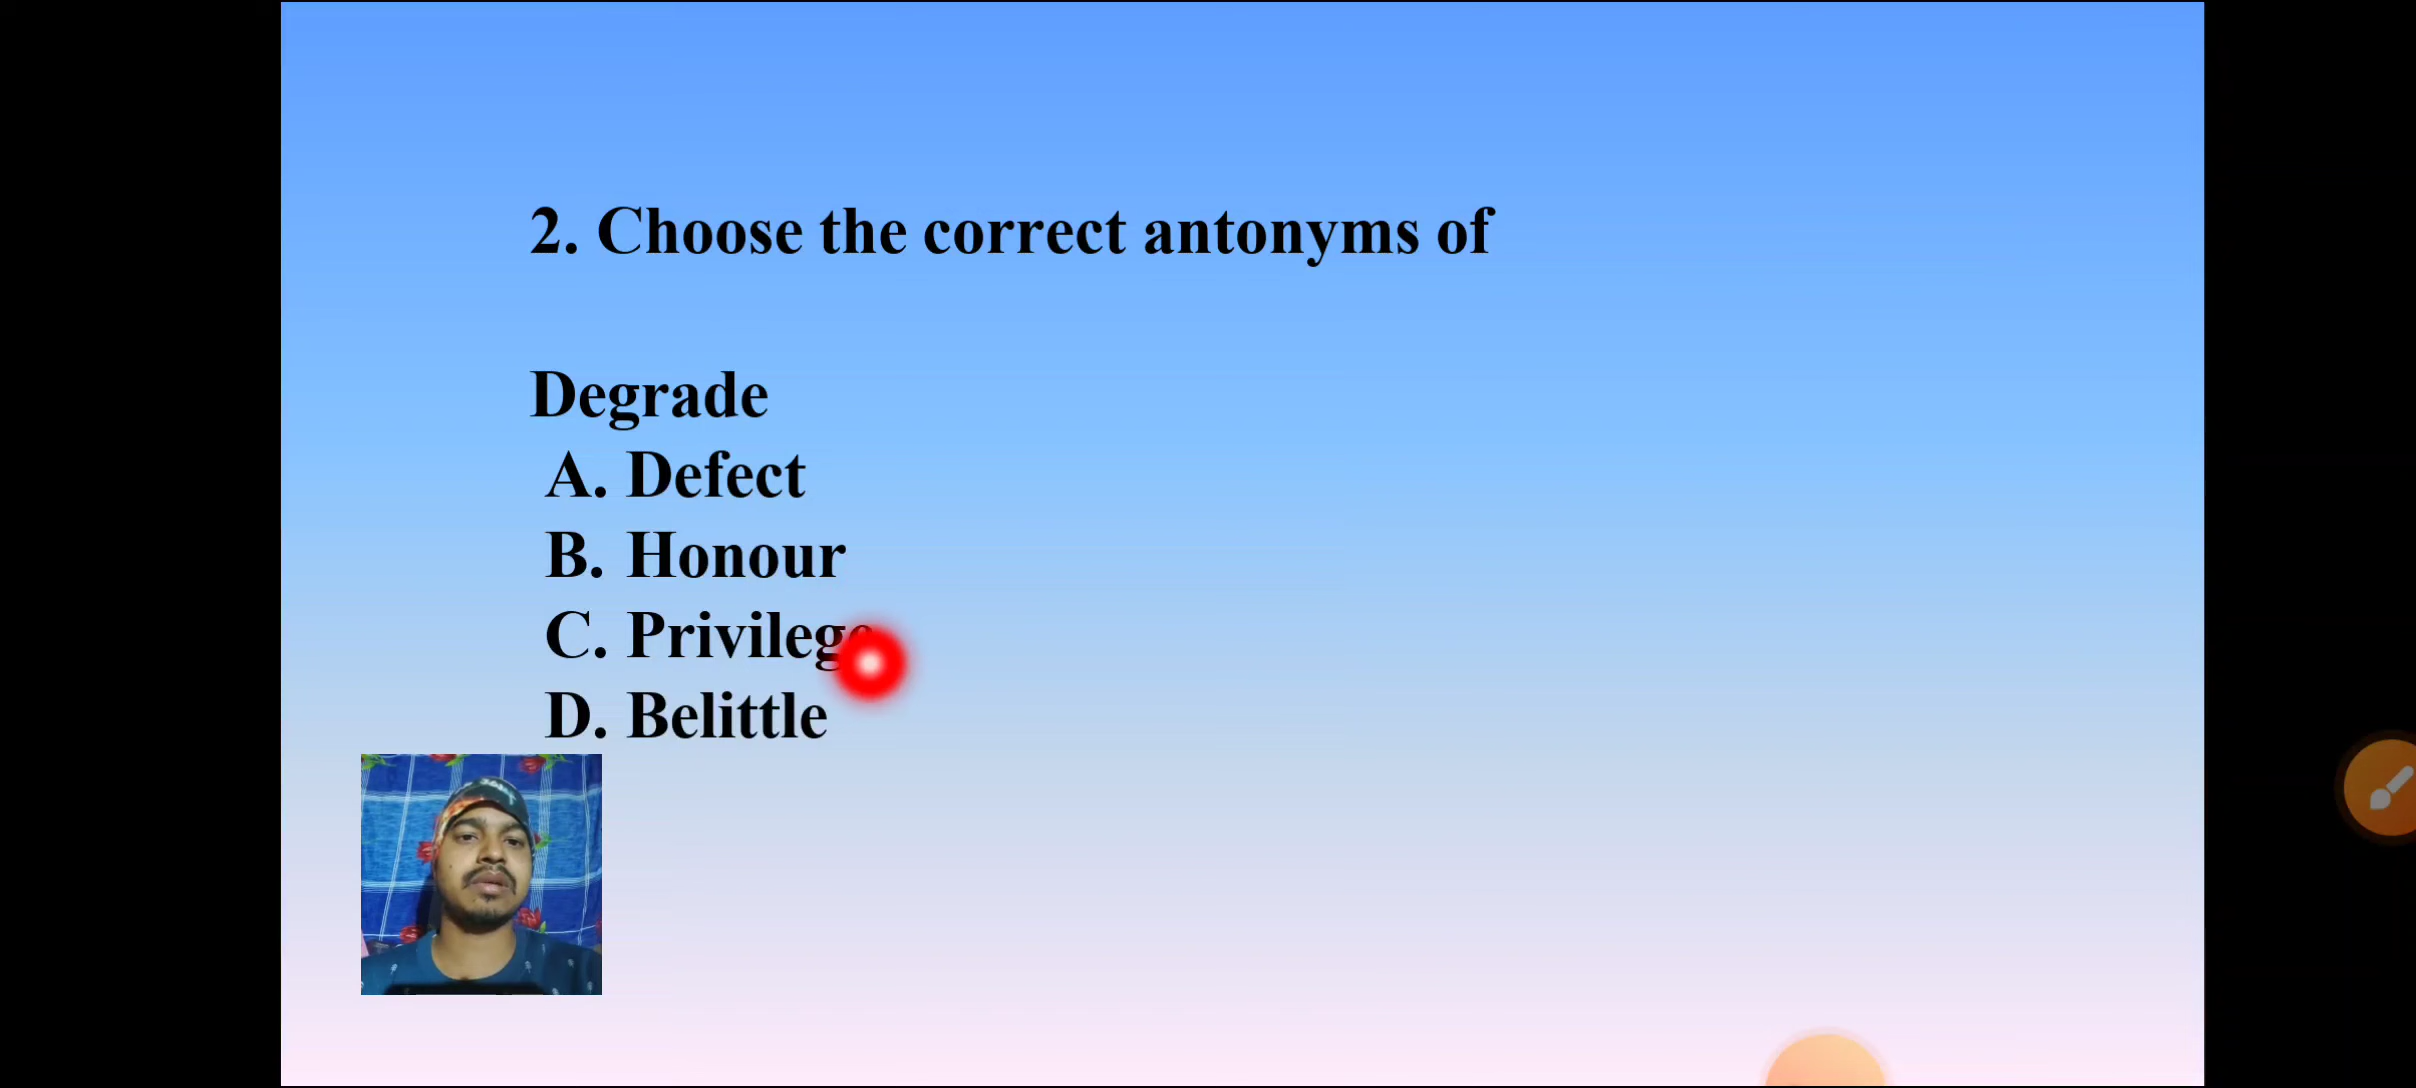 2. Choose the correct antonyms of
Degrade
A. Defect
B. Honour
C. Privilege
D. Belittle